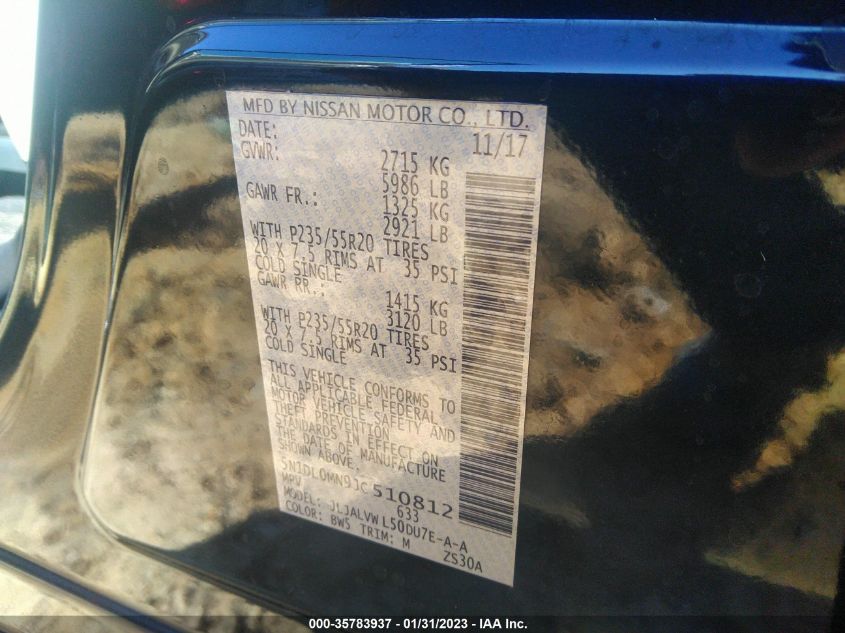 MFD BY NISSAN MOTOR CO., LTD.
DATE: 11/17
GVWR: 2715 KG
5986 LB
GAWR FR.: 1325 KG
2921 LB
WITH P235/55R20 TIRES
20 X 7.5 RIMS AT 35 PSI
COLD SINGLE
GAWR RR.: 1415 KG
3120 LB
WITH P235/55R20 TIRES
20 X 7.5 RIMS AT 35 PSI
COLD SINGLE
THIS VEHICLE CONFORMS TO
ALL APPLICABLE FEDERAL
MOTOR VEHICLE SAFETY AND
THEFT PREVENTION
STANDARDS IN EFFECT ON
THE DATE OF MANUFACTURE
SHOWN ABOVE.
5N1DL0MN9JC510812
MPV 633
MODEL: JLJALVWL50DU7E-A-A
COLOR: BW5 TRIM: M ZS30A
000-35783937 - 01/31/2023 - IAA Inc.